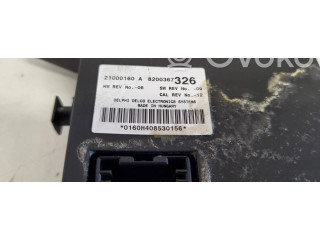 21000160 A 8200367326
HW REV No.-06 SW REV No.-09
CAL REV No.-12
DELPHI DELCO ELECTRONICS SYSTEMS
MADE IN HUNGARY
*0160H408530156*